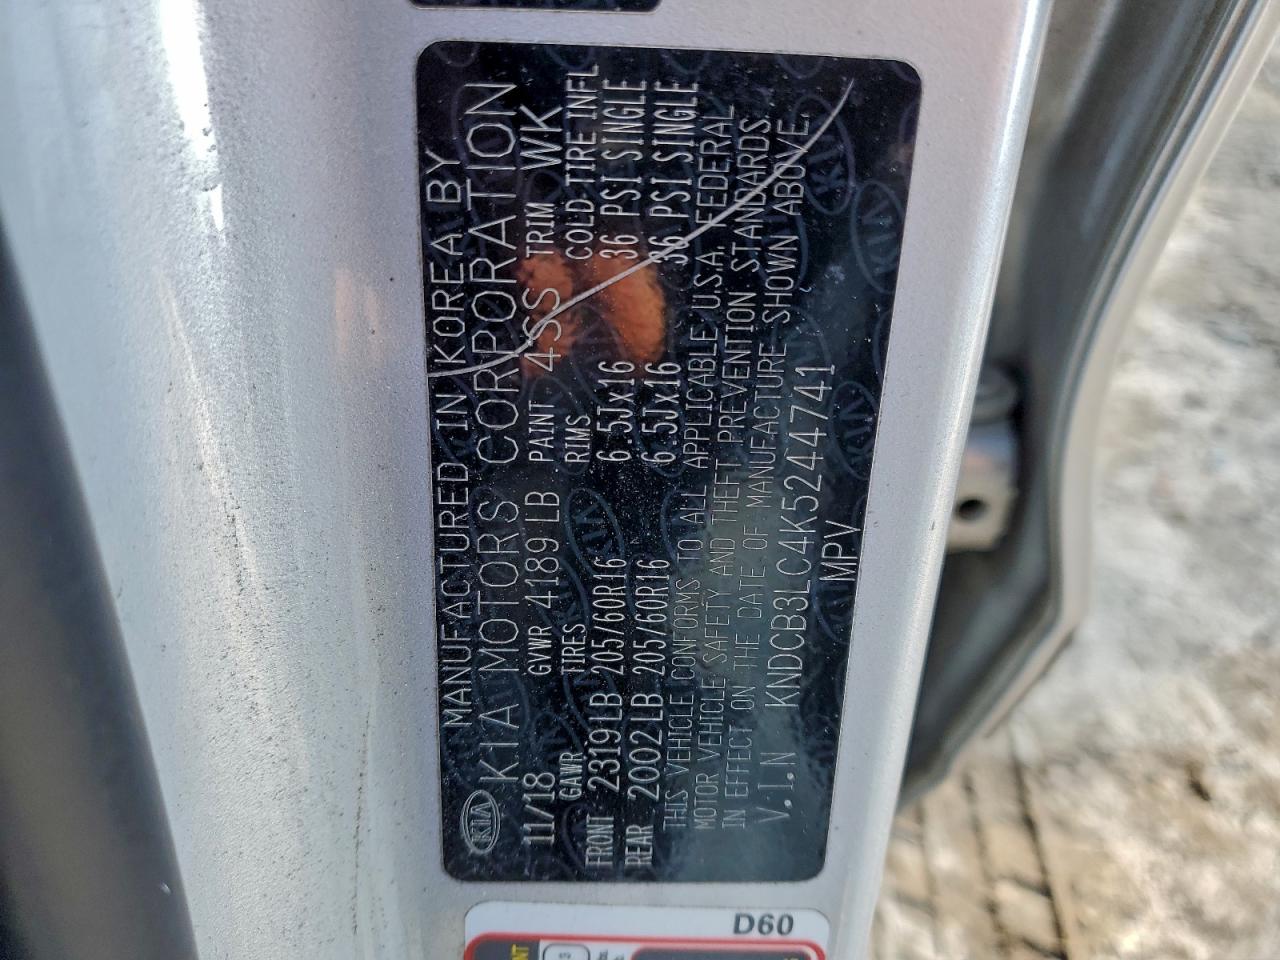 MANUFACTURED IN KOREA BY
KIA KIA MOTORS CORPORATION
11/18 GVWR 4189 LB PAINT 4SS TRIM WK
GAWR TIRES RIMS COLD TIRE INFL
FRONT 2319LB 205/60R16 6.5Jx16 36 PSI SINGLE
REAR 2002LB 205/60R16 6.5Jx16 36 PSI SINGLE
THIS VEHICLE CONFORMS TO ALL APPLICABLE U.S.A. FEDERAL
MOTOR VEHICLE SAFETY AND THEFT PREVENTION STANDARDS
IN EFFECT ON THE DATE OF MANUFACTURE SHOWN ABOVE.
V.I.N KNDCB3LC4K5244741
MPV
D60